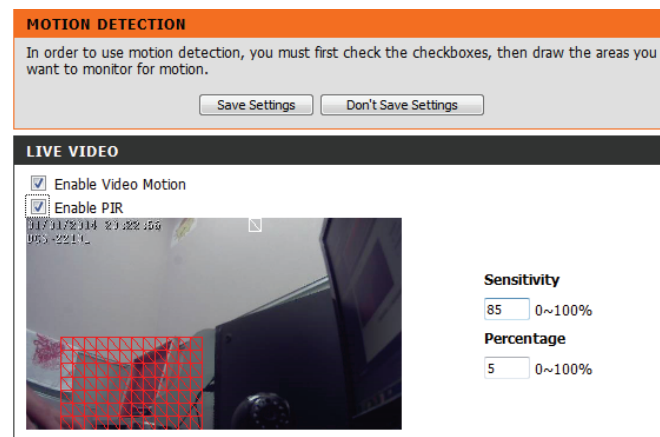 MOTION DETECTION
In order to use motion detection, you must first check the checkboxes, then draw the areas you
want to monitor for motion.
Save Settings Don't Save Settings
LIVE VIDEO
Enable Video Motion
Enable PIR
Sensitivity
85 0~100%
Percentage
5 0~100%